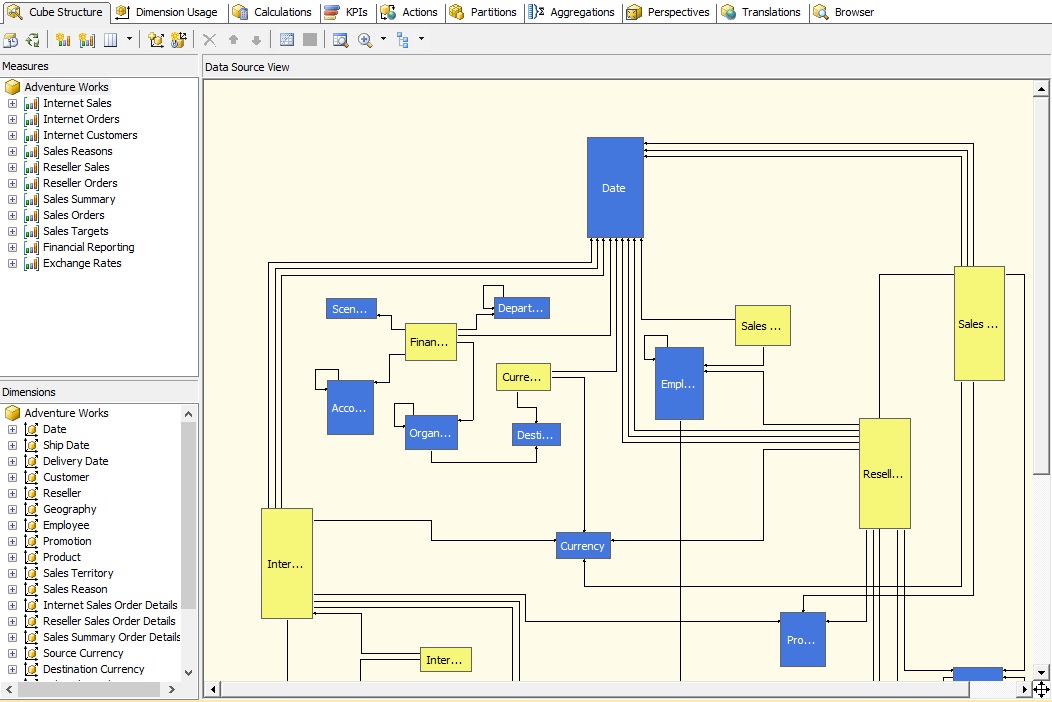 Cube Structure Dimension Usage Calculations KPIs Actions Partitions Aggregations Perspectives Translations Browser
Measures
Adventure Works
Internet Sales
Internet Orders
Internet Customers
Sales Reasons
Reseller Sales
Reseller Orders
Sales Summary
Sales Orders
Sales Targets
Financial Reporting
Exchange Rates
Dimensions
Adventure Works
Date
Ship Date
Delivery Date
Customer
Reseller
Geography
Employee
Promotion
Product
Sales Territory
Sales Reason
Internet Sales Order Details
Reseller Sales Order Details
Sales Summary Order Details
Source Currency
Destination Currency
Data Source View
Date
Scen...
Depart...
Finan...
Sales ...
Sales ...
Curre...
Empl...
Acco...
Organ...
Desti...
Resell...
Currency
Inter...
Pro...
Inter...